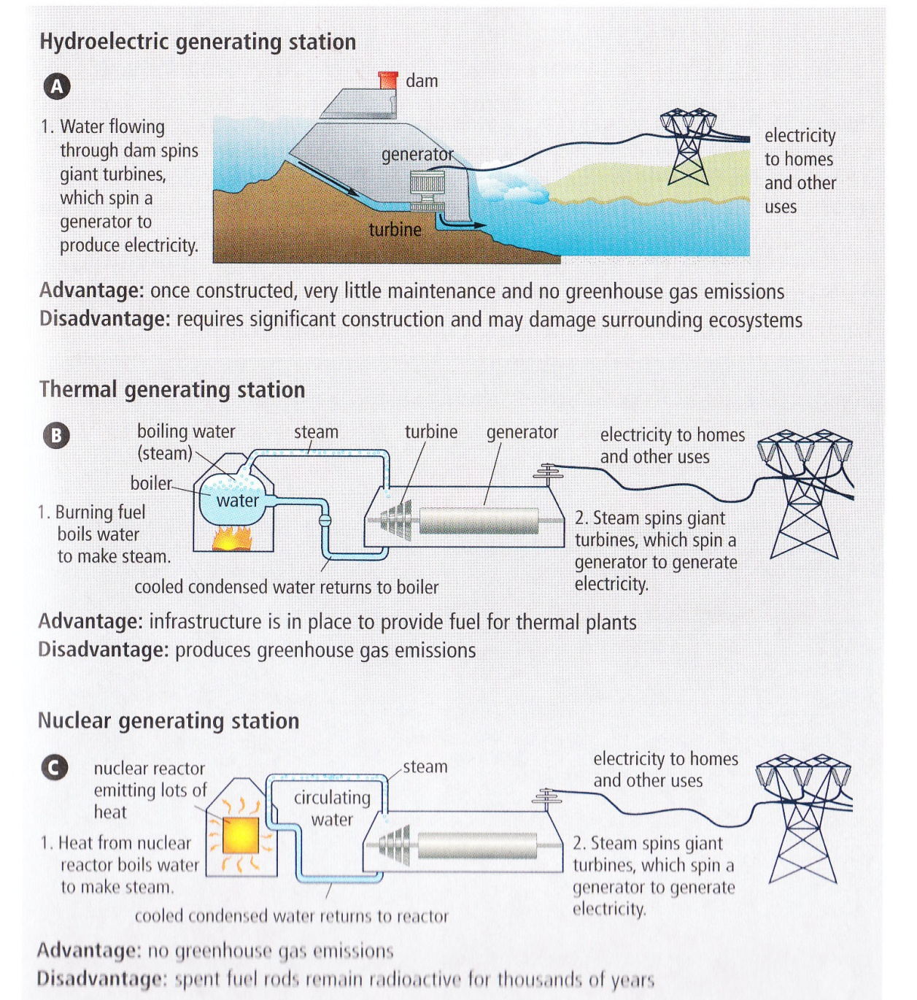 Hydroelectric generating station
A
dam
1. Water flowing
through dam spins
giant turbines,
which spin a
generator to
produce electricity.
generator
turbine
electricity
to homes
and other
uses
Advantage: once constructed, very little maintenance and no greenhouse gas emissions
Disadvantage: requires significant construction and may damage surrounding ecosystems
Thermal generating station
B
boiling water
(steam)
steam
turbine
generator
electricity to homes
and other uses
boiler
water
1. Burning fuel
boils water
to make steam.
2. Steam spins giant
turbines, which spin a
generator to generate
electricity.
cooled condensed water returns to boiler
Advantage: infrastructure is in place to provide fuel for thermal plants
Disadvantage: produces greenhouse gas emissions
Nuclear generating station
C
nuclear reactor
emitting lots of
heat
steam
circulating
water
electricity to homes
and other uses
1. Heat from nuclear
reactor boils water
to make steam.
2. Steam spins giant
turbines, which spin a
generator to generate
electricity.
cooled condensed water returns to reactor
Advantage: no greenhouse gas emissions
Disadvantage: spent fuel rods remain radioactive for thousands of years